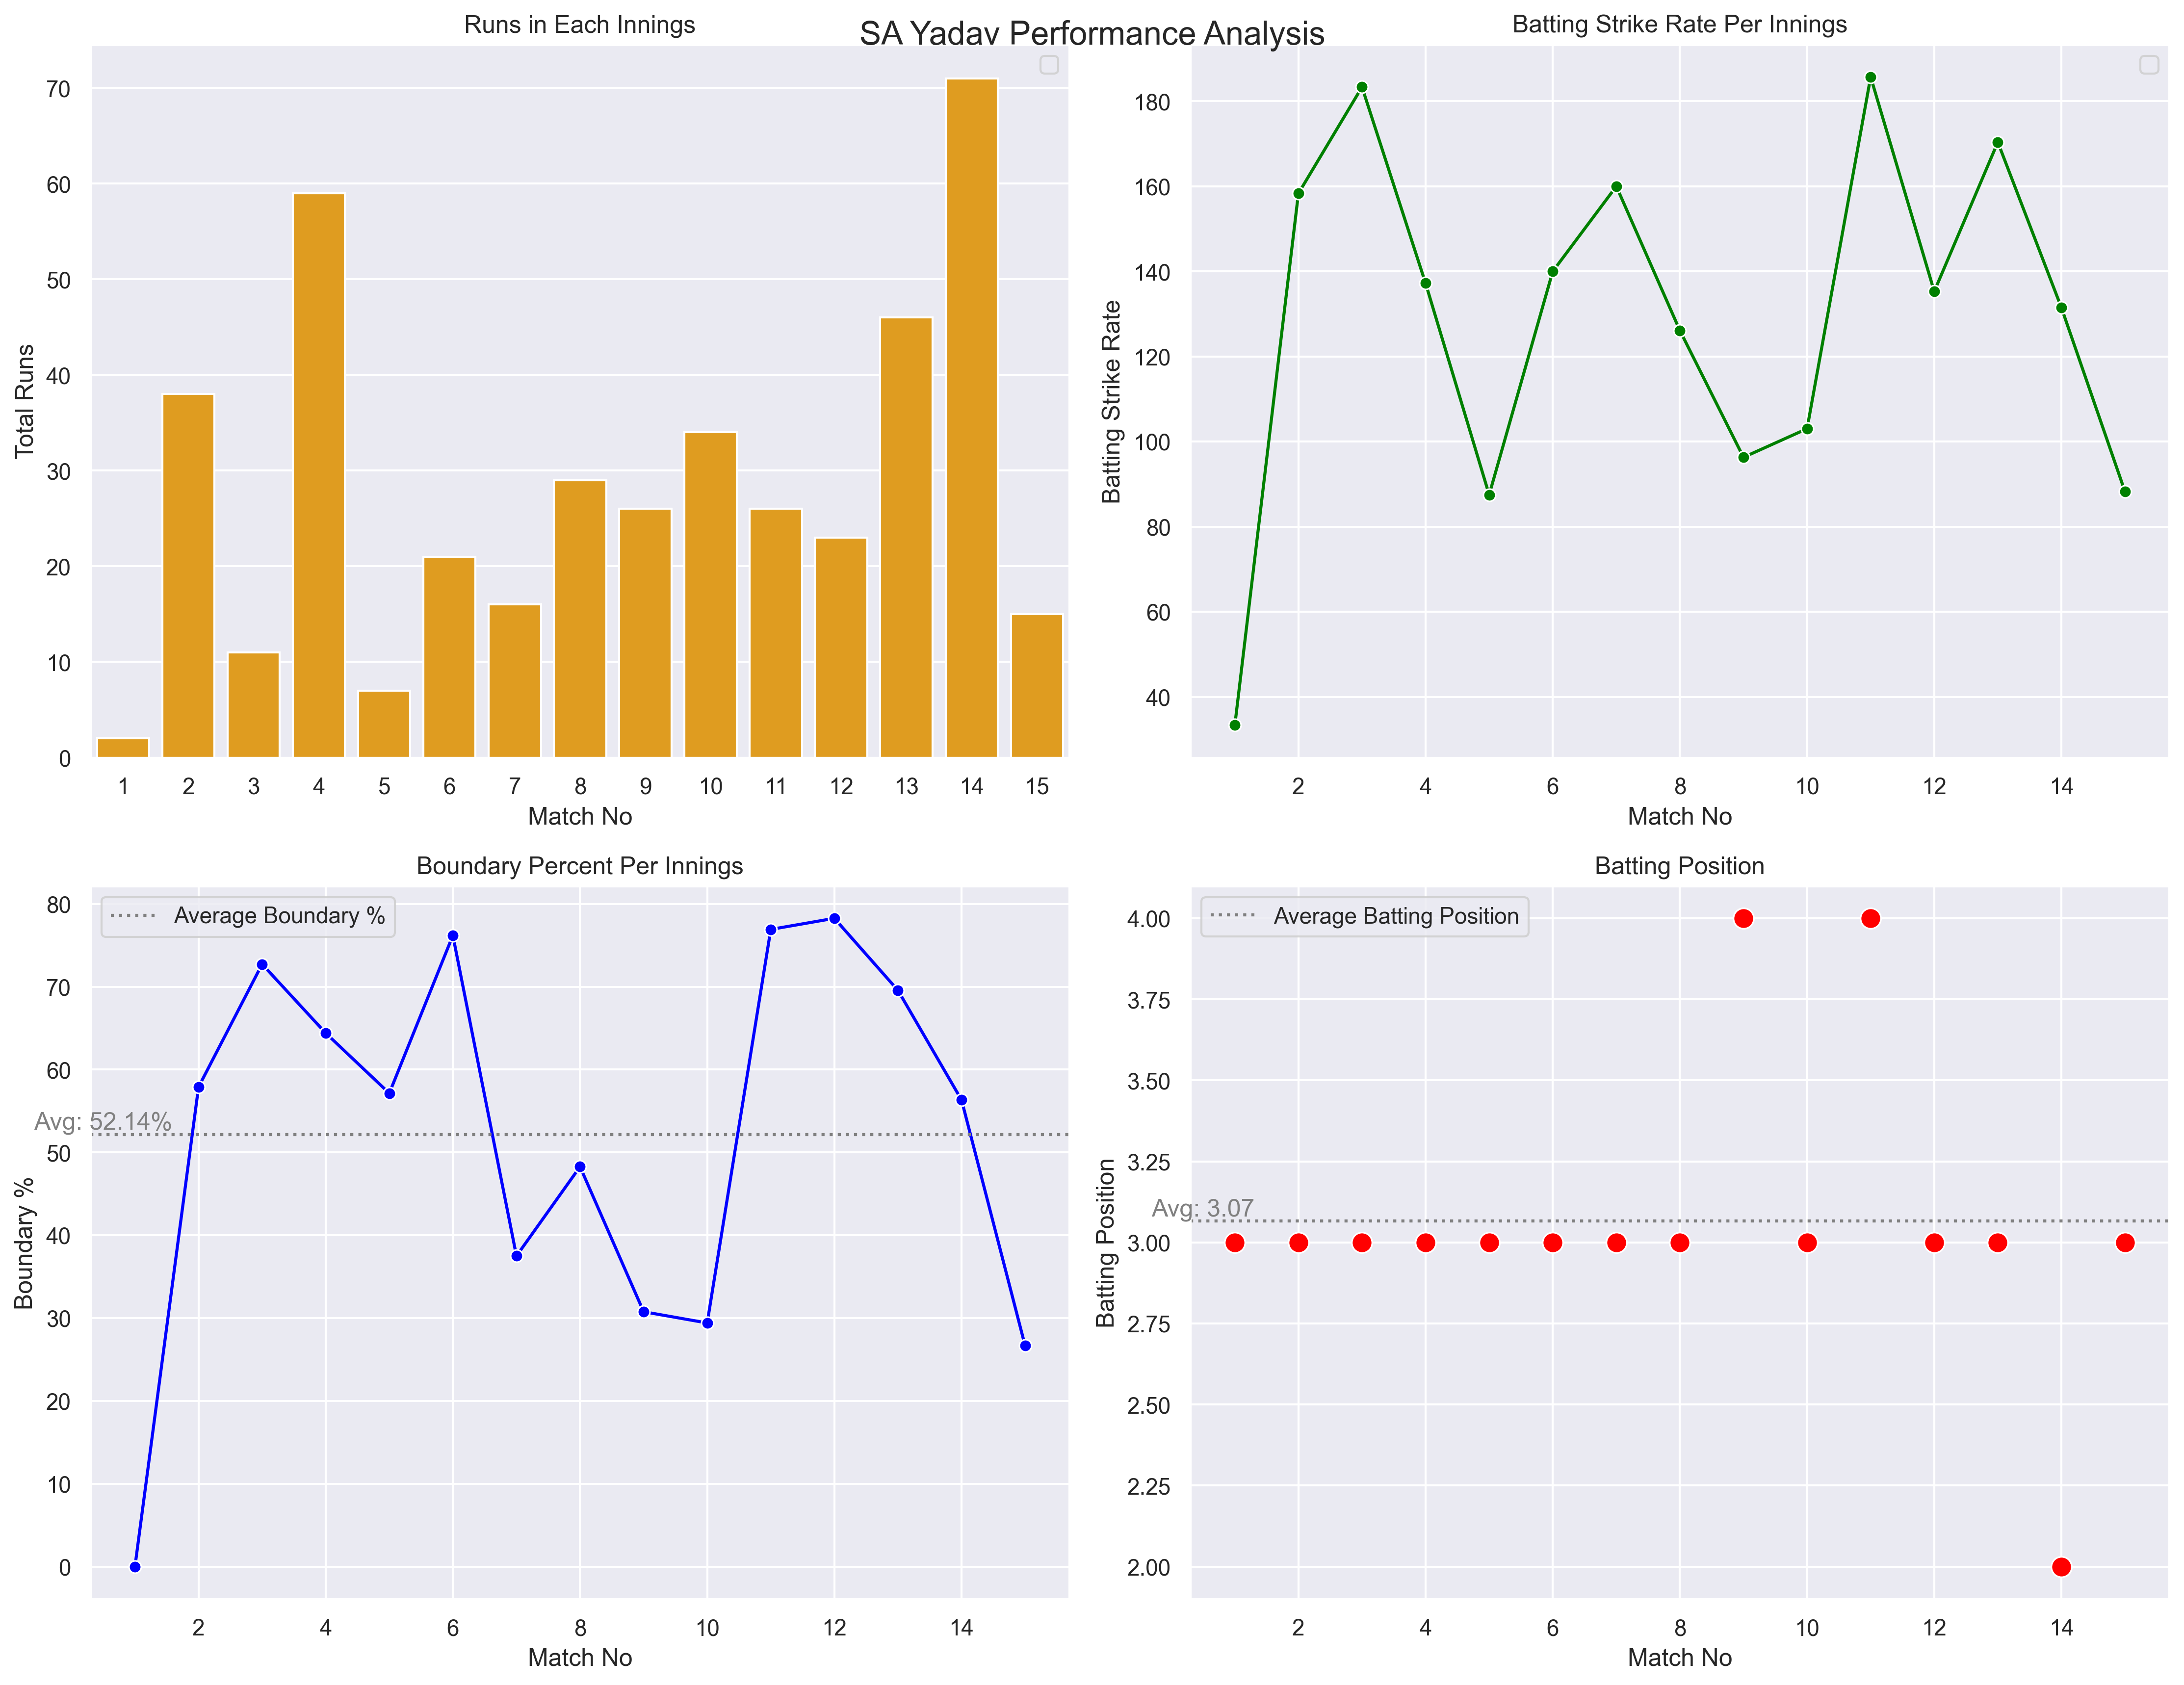 SA Yadav Performance Analysis
Runs in Each Innings
70
60
50
40
30
20
10
0
Total Runs
1 2 3 4 5 6 7 8 9 10 11 12 13 14 15
Match No
Batting Strike Rate Per Innings
180
160
140
120
100
80
60
40
Batting Strike Rate
2 4 6 8 10 12 14
Match No
Boundary Percent Per Innings
Average Boundary %
80
70
60
50
40
30
20
10
0
Avg: 52.14%
Boundary %
2 4 6 8 10 12 14
Match No
Batting Position
Average Batting Position
4.00
3.75
3.50
3.25
3.00
2.75
2.50
2.25
2.00
Avg: 3.07
Batting Position
2 4 6 8 10 12 14
Match No